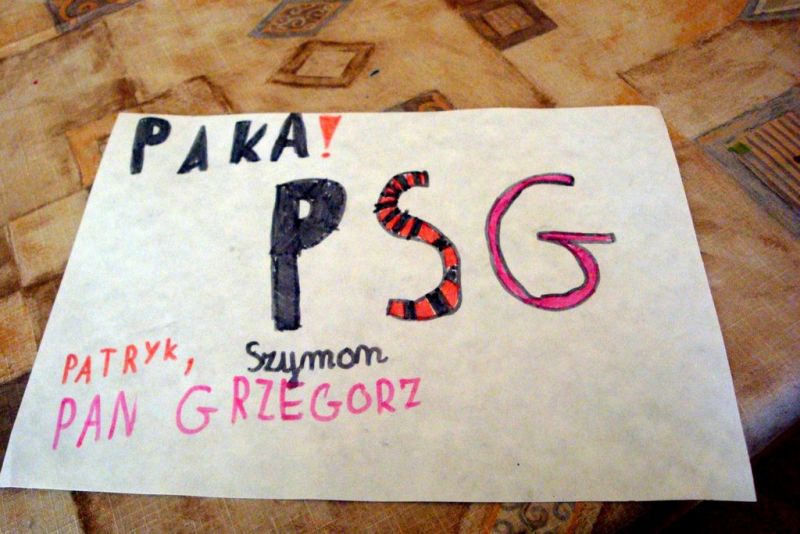 PAKA!
PSG
PATRYK, Szymon
PAN GRZEGORZ